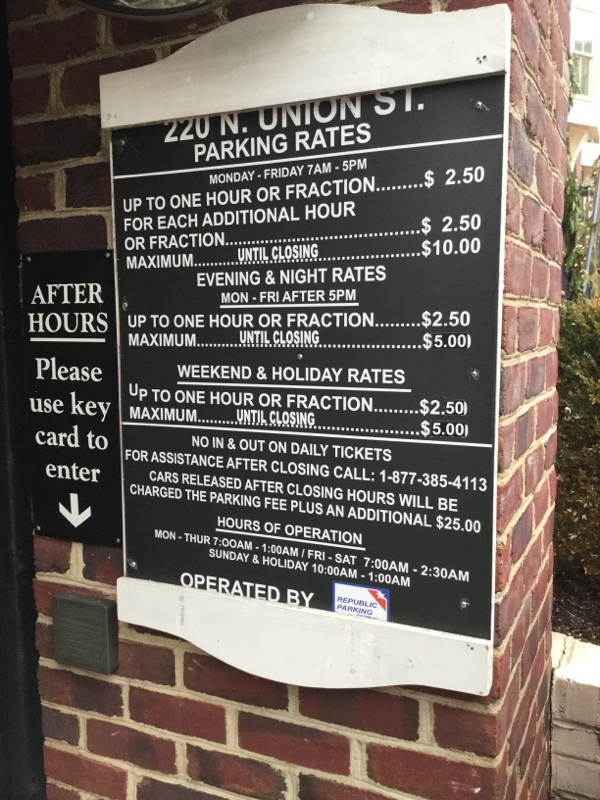 220 N. UNION ST.
PARKING RATES
MONDAY - FRIDAY 7AM - 5PM
UP TO ONE HOUR OR FRACTION.........$ 2.50
FOR EACH ADDITIONAL HOUR
OR FRACTION.....................................$ 2.50
MAXIMUM........UNTIL CLOSING...................$10.00
EVENING & NIGHT RATES
MON - FRI AFTER 5PM
UP TO ONE HOUR OR FRACTION.........$2.50
MAXIMUM........UNTIL CLOSING...................$5.00
WEEKEND & HOLIDAY RATES
UP TO ONE HOUR OR FRACTION.........$2.50
MAXIMUM........UNTIL CLOSING...................$5.00
NO IN & OUT ON DAILY TICKETS
FOR ASSISTANCE AFTER CLOSING CALL: 1-877-385-4113
CARS RELEASED AFTER CLOSING HOURS WILL BE
CHARGED THE PARKING FEE PLUS AN ADDITIONAL $25.00
HOURS OF OPERATION
MON - THUR 7:00AM - 1:00AM / FRI - SAT 7:00AM - 2:30AM
SUNDAY & HOLIDAY 10:00AM - 1:00AM
OPERATED BY
REPUBLIC
PARKING
AFTER
HOURS
Please
use key
card to
enter